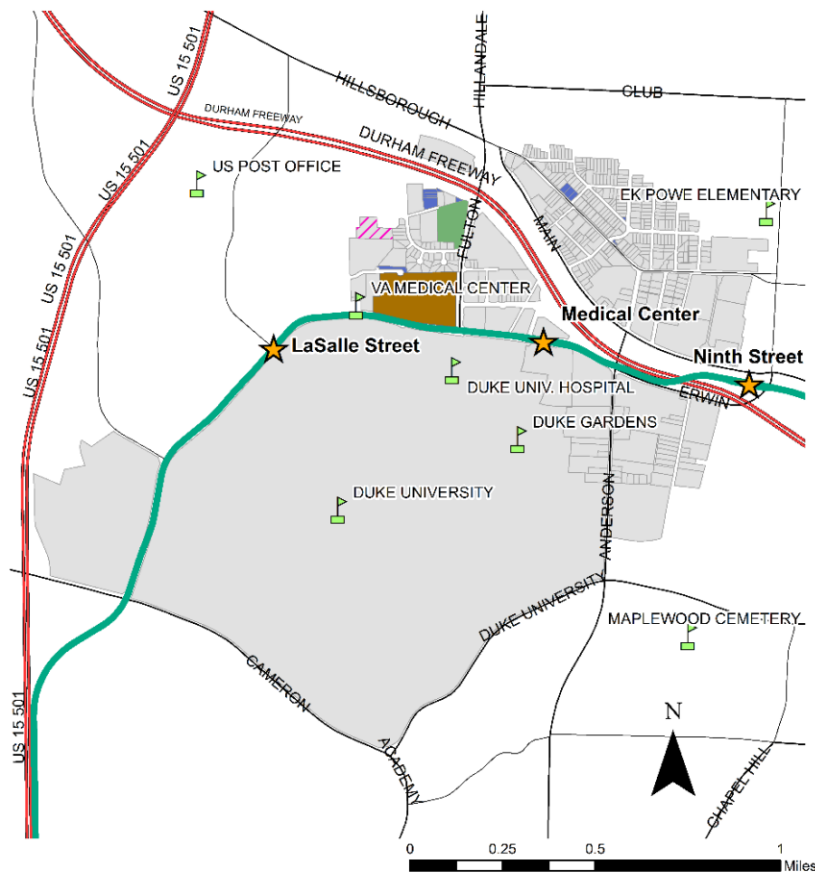 US 15 501
HILLANDALE
HILLSBOROUGH
CLUB
DURHAM FREEWAY
DURHAM FREEWAY
US 15 501
US POST OFFICE
EK POWE ELEMENTARY
MAIN
FULTON
US 15 501
VA MEDICAL CENTER
Medical Center
LaSalle Street
Ninth Street
US 15 501
DUKE UNIV. HOSPITAL
ERWIN
DUKE GARDENS
DUKE UNIVERSITY
ANDERSON
DUKE UNIVERSITY
MAPLEWOOD CEMETERY
CAMERON
US 15 501
N
ACADEMY
CHAPEL HILL
0 0.25 0.5 1
Miles